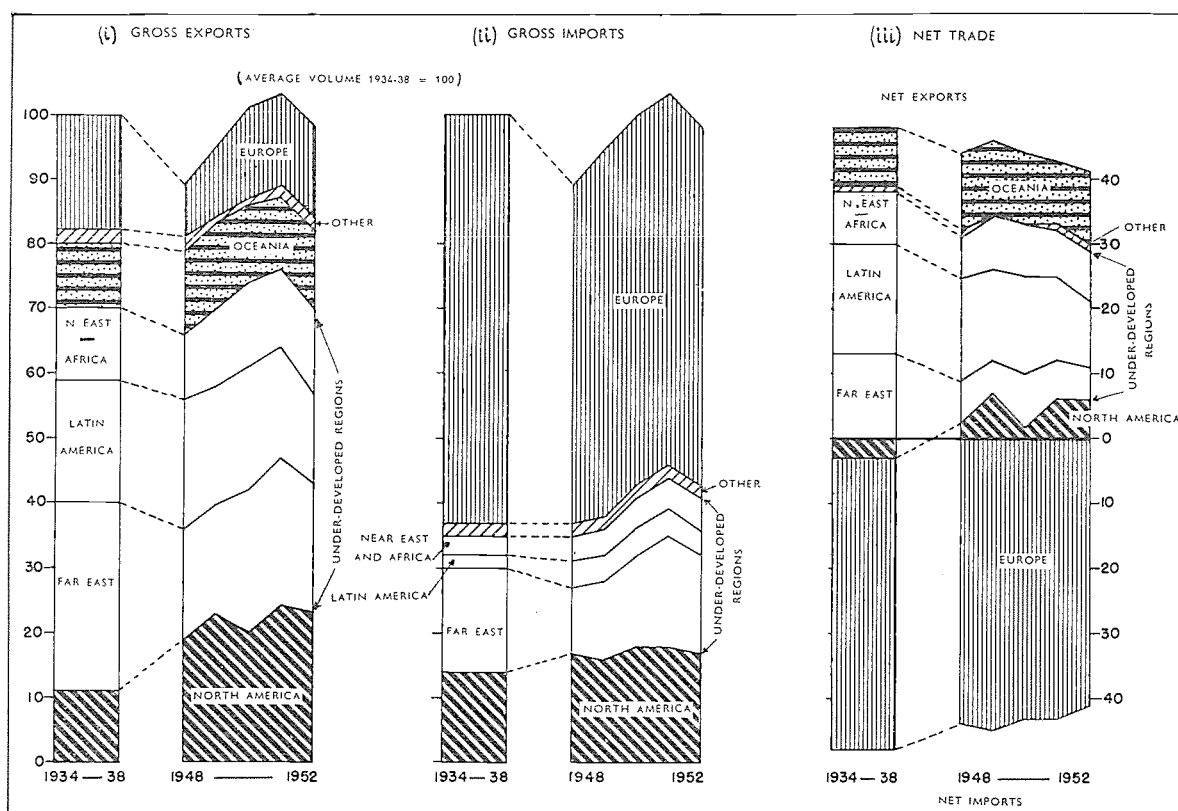 (i) GROSS EXPORTS
(ii) GROSS IMPORTS
(iii) NET TRADE
(AVERAGE VOLUME 1934-38 = 100)
NET EXPORTS
100
90
80
70
60
50
40
30
20
10
0
EUROPE
OTHER
OCEANIA
N. EAST
AFRICA
LATIN
AMERICA
FAR EAST
UNDER-DEVELOPED REGIONS
NORTH AMERICA
1934 — 38
1948 — 1952
EUROPE
OTHER
NEAR EAST
AND AFRICA
LATIN AMERICA
FAR EAST
UNDER-DEVELOPED
REGIONS
NORTH AMERICA
1934 — 38
1948 — 1952
OCEANIA
N. EAST
AFRICA
OTHER
LATIN
AMERICA
FAR EAST
UNDER-DEVELOPED
REGIONS
NORTH AMERICA
EUROPE
40
30
20
10
0
10
20
30
40
1934 — 38
1948 — 1952
NET IMPORTS